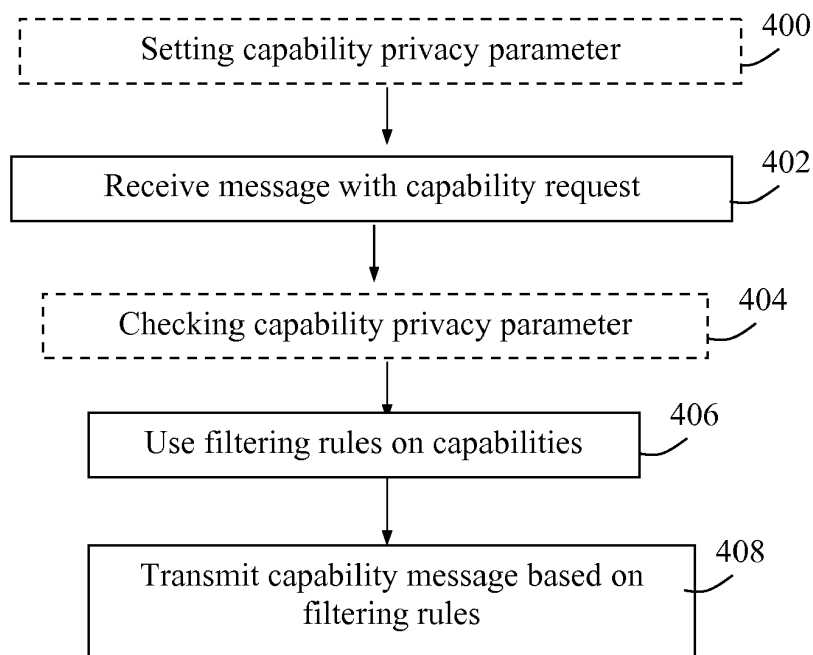 Setting capability privacy parameter
400
Receive message with capability request
402
Checking capability privacy parameter
404
Use filtering rules on capabilities
406
Transmit capability message based on
filtering rules
408